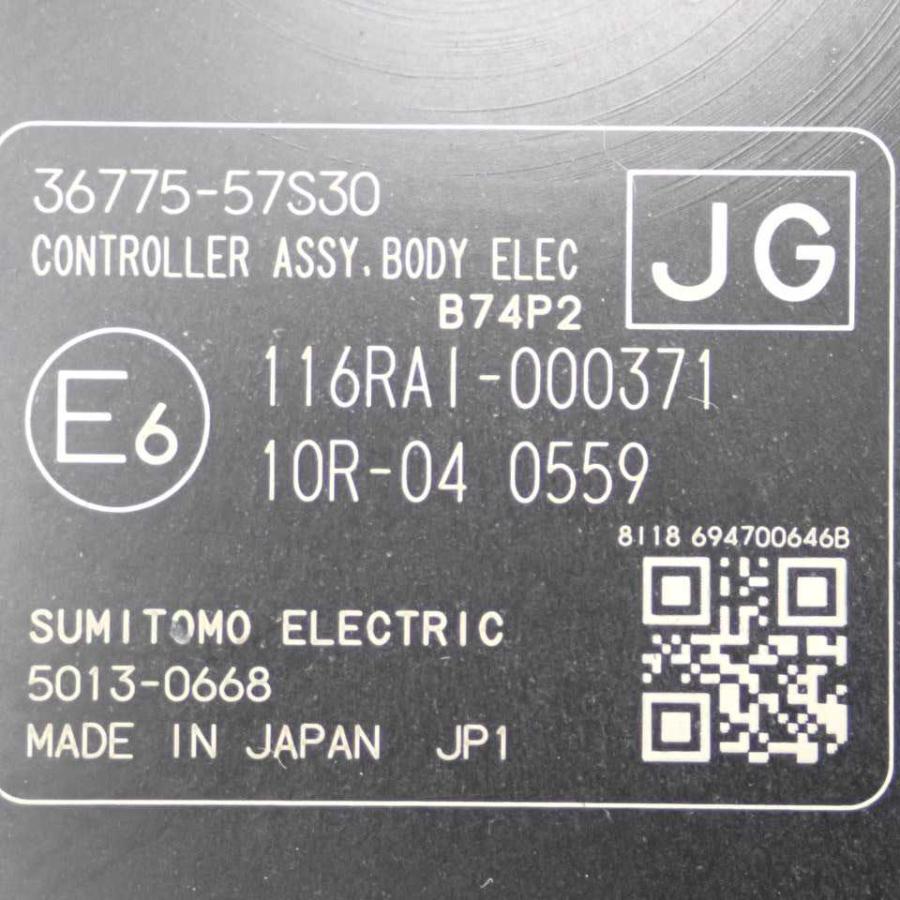 36775-57S30
CONTROLLER ASSY.BODY ELEC
B74P2
JG
E6
116RAI-000371
10R-04 0559
8118 694700646B
SUMITOMO ELECTRIC
5013-0668
MADE IN JAPAN JP1